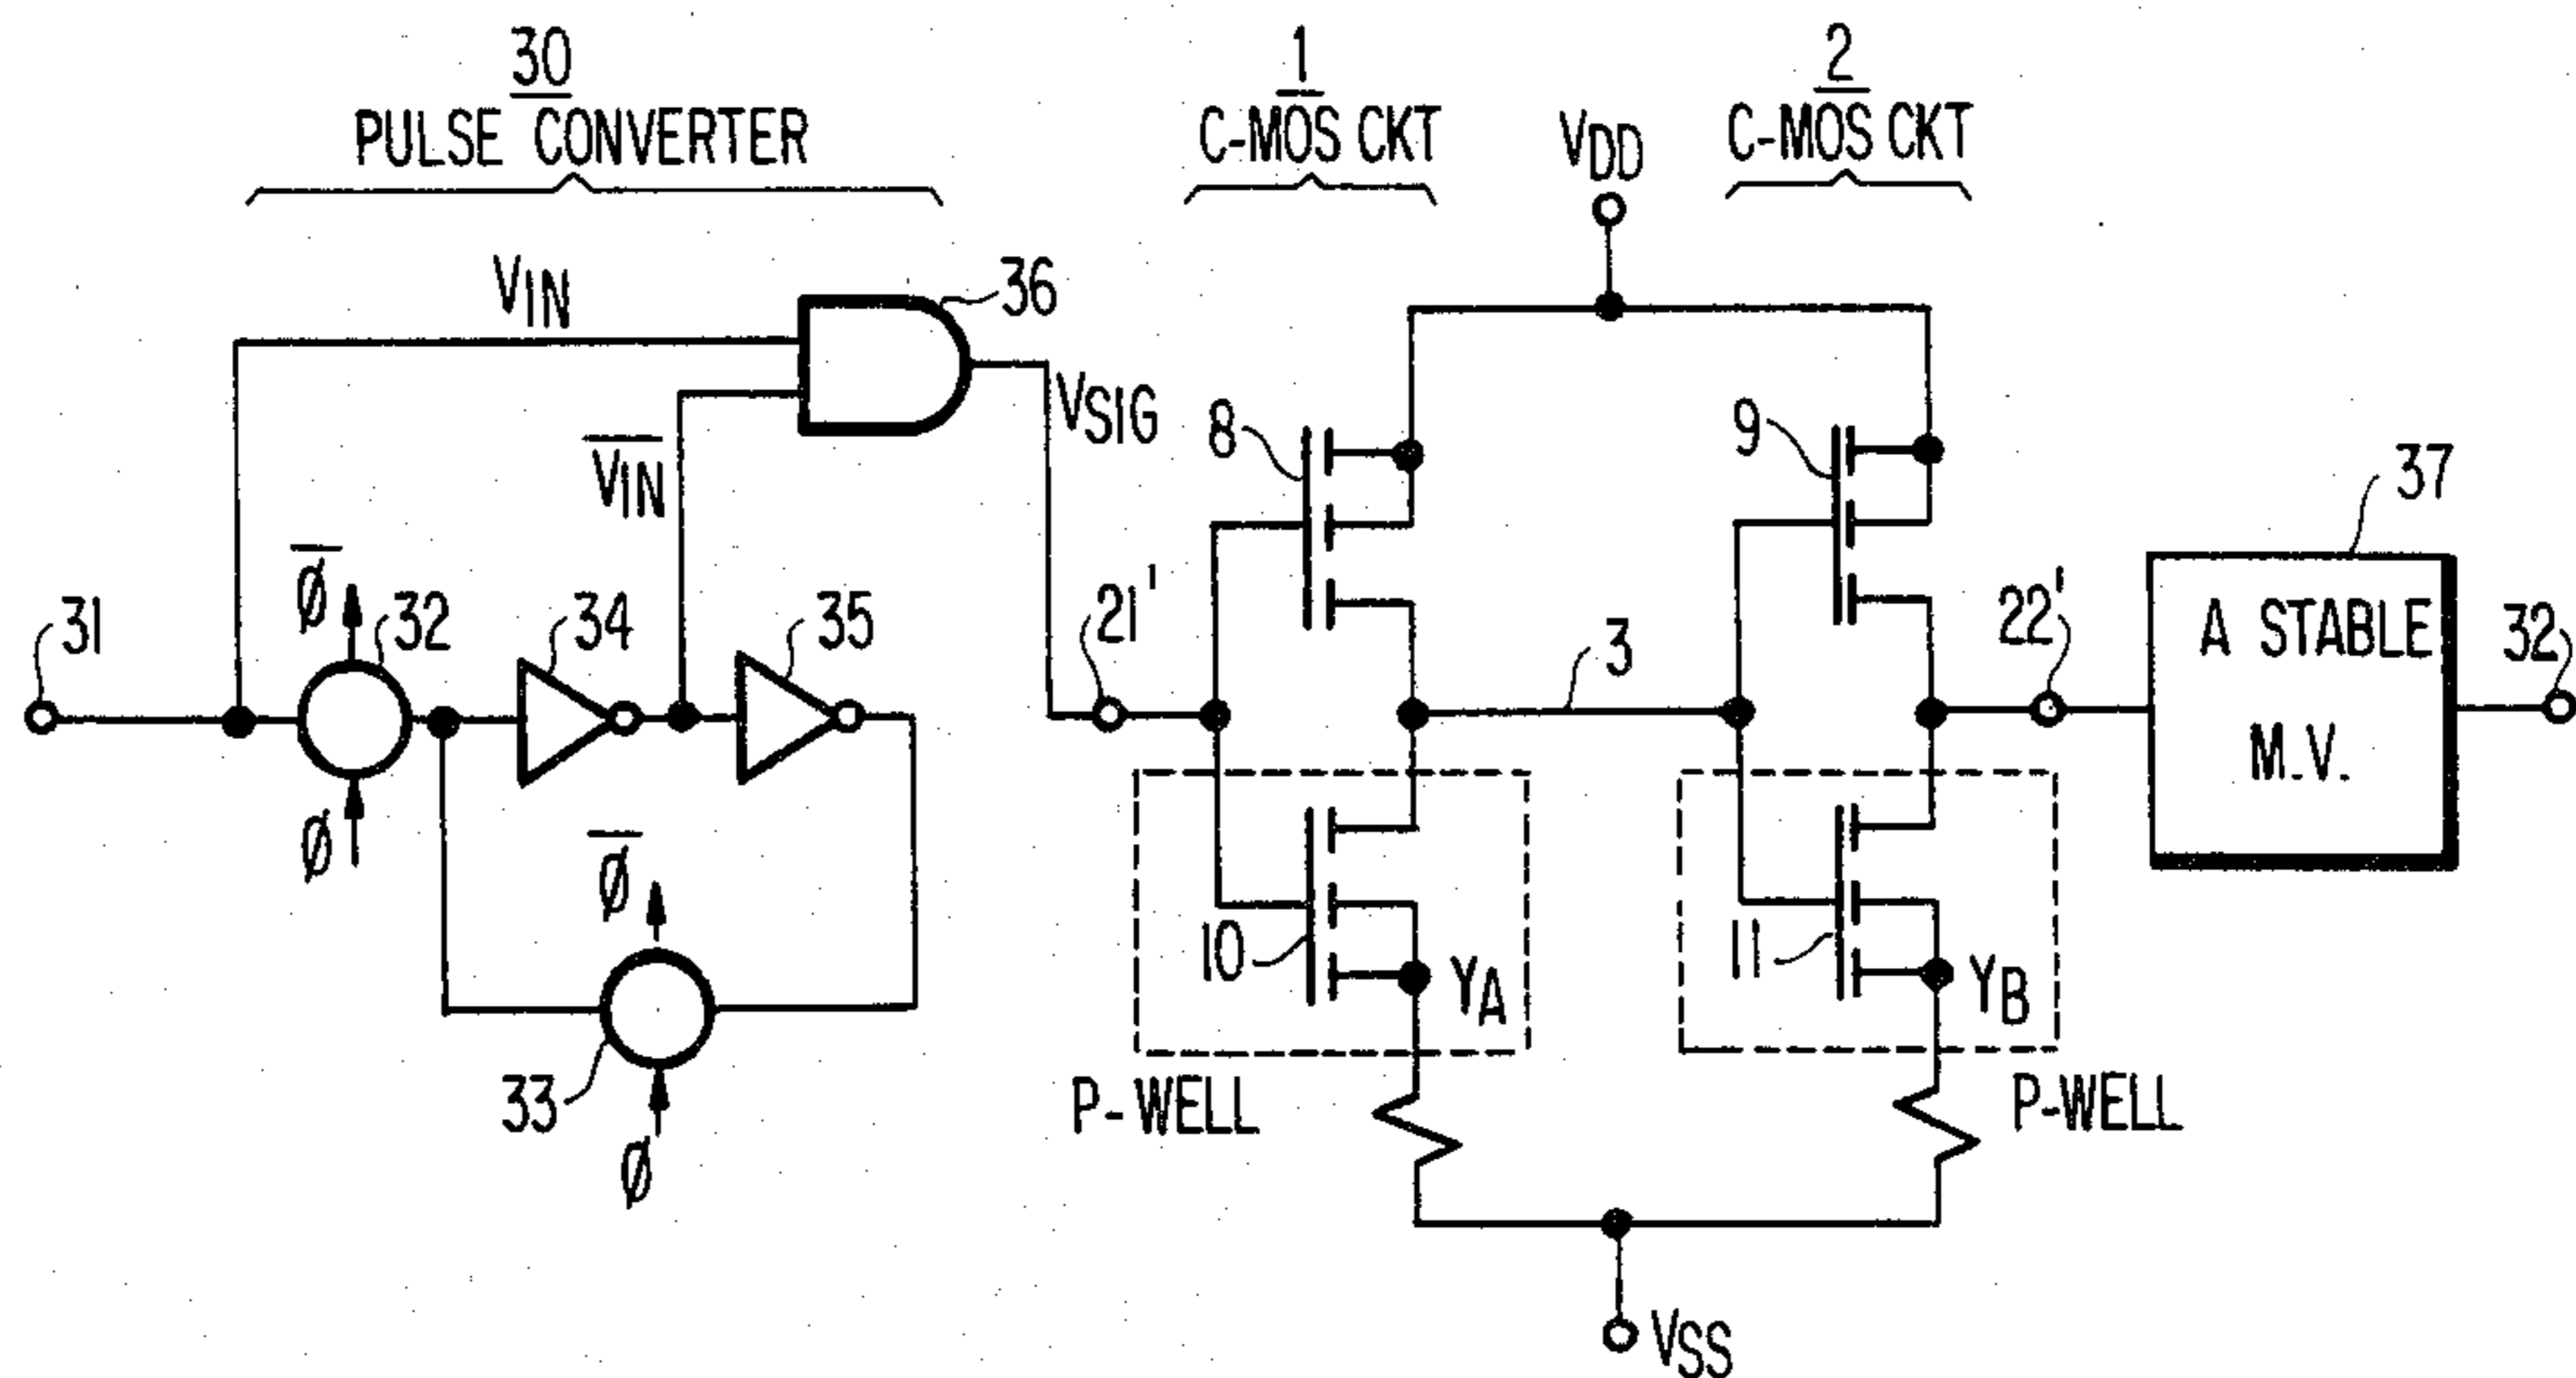 30
PULSE CONVERTER
1
C-MOS CKT
2
C-MOS CKT
VDD
VIN
36
VSIG
V̅I̅N̅
8
9
37
31
ø̅
32
34
35
21'
3
22'
A STABLE
M.V.
32
ø
ø̅
10
YA
11
YB
33
ø
P-WELL
P-WELL
VSS